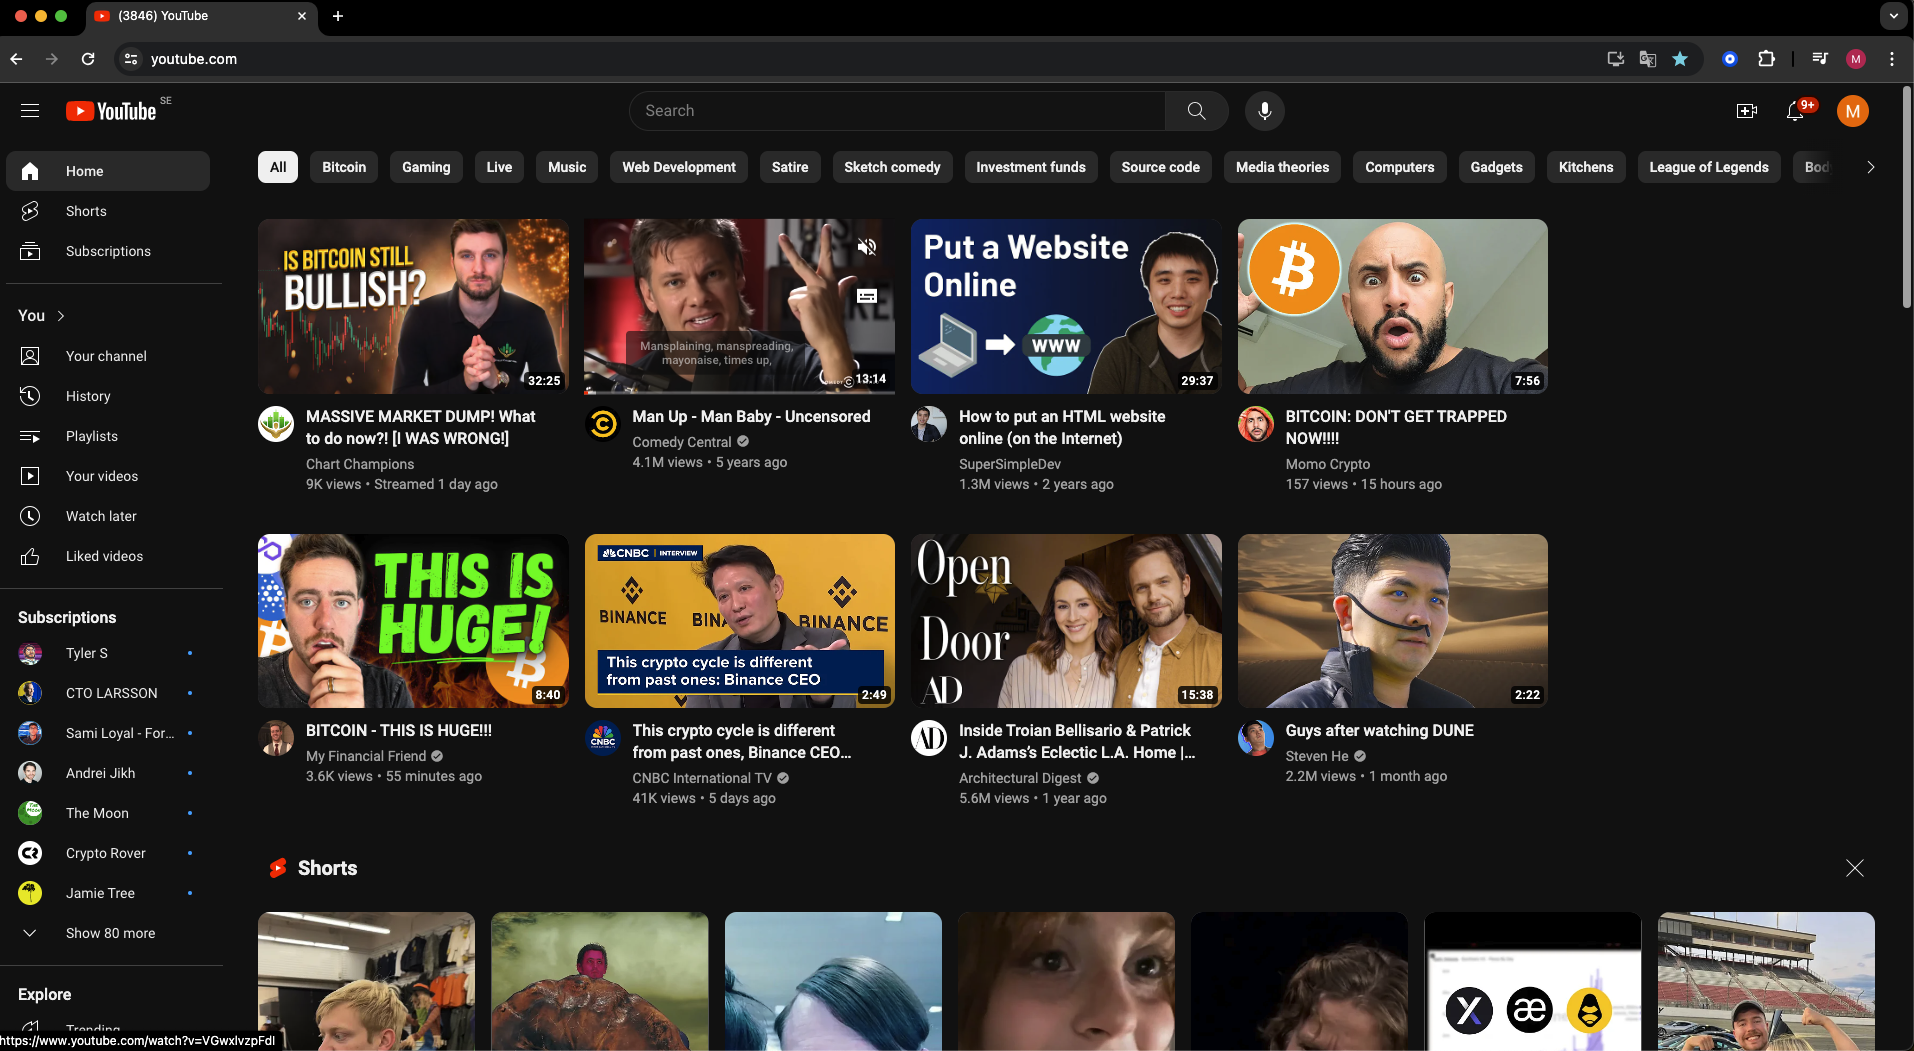 (3846) YouTube
youtube.com
M
YouTube SE
Search
9+
M
Home
Shorts
Subscriptions
You
Your channel
History
Playlists
Your videos
Watch later
Liked videos
Subscriptions
Tyler S
CTO LARSSON
Sami Loyal - For...
Andrei Jikh
The Moon
Crypto Rover
Jamie Tree
Show 80 more
Explore
Trending
https://www.youtube.com/watch?v=VGwxlvzpFdI
All
Bitcoin
Gaming
Live
Music
Web Development
Satire
Sketch comedy
Investment funds
Source code
Media theories
Computers
Gadgets
Kitchens
League of Legends
IS BITCOIN STILL
BULLISH?
32:25
MASSIVE MARKET DUMP! What
to do now?! [I WAS WRONG!]
Chart Champions
9K views • Streamed 1 day ago
Mansplaining, manspreading,
mayonaise, times up,
13:14
Man Up - Man Baby - Uncensored
Comedy Central
4.1M views • 5 years ago
Put a Website
Online
WWW
29:37
How to put an HTML website
online (on the Internet)
SuperSimpleDev
1.3M views • 2 years ago
7:56
BITCOIN: DON'T GET TRAPPED
NOW!!!!
Momo Crypto
157 views • 15 hours ago
THIS IS
HUGE!
8:40
BITCOIN - THIS IS HUGE!!!
My Financial Friend
3.6K views • 55 minutes ago
CNBC | INTERVIEW
BINANCE
BINANCE
This crypto cycle is different
from past ones: Binance CEO
2:49
CNBC
This crypto cycle is different
from past ones, Binance CEO...
CNBC International TV
41K views • 5 days ago
Open
Door
AD
15:38
AD
Inside Troian Bellisario & Patrick
J. Adams’s Eclectic L.A. Home |...
Architectural Digest
5.6M views • 1 year ago
2:22
Guys after watching DUNE
Steven He
2.2M views • 1 month ago
Shorts
æ